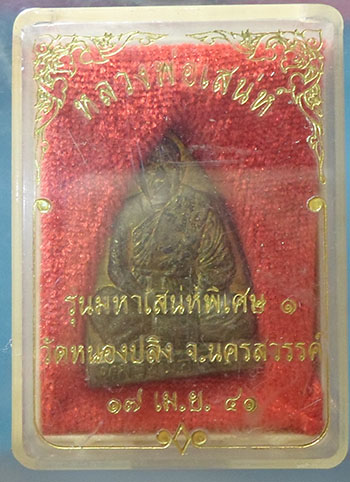 หลวงพ่อเสน่ห์
รุ่นมหาเสน่ห์พิเศษ ๑
วัดหนองปลิง จ.นครสวรรค์
๑๗ เม.ย. ๔๑